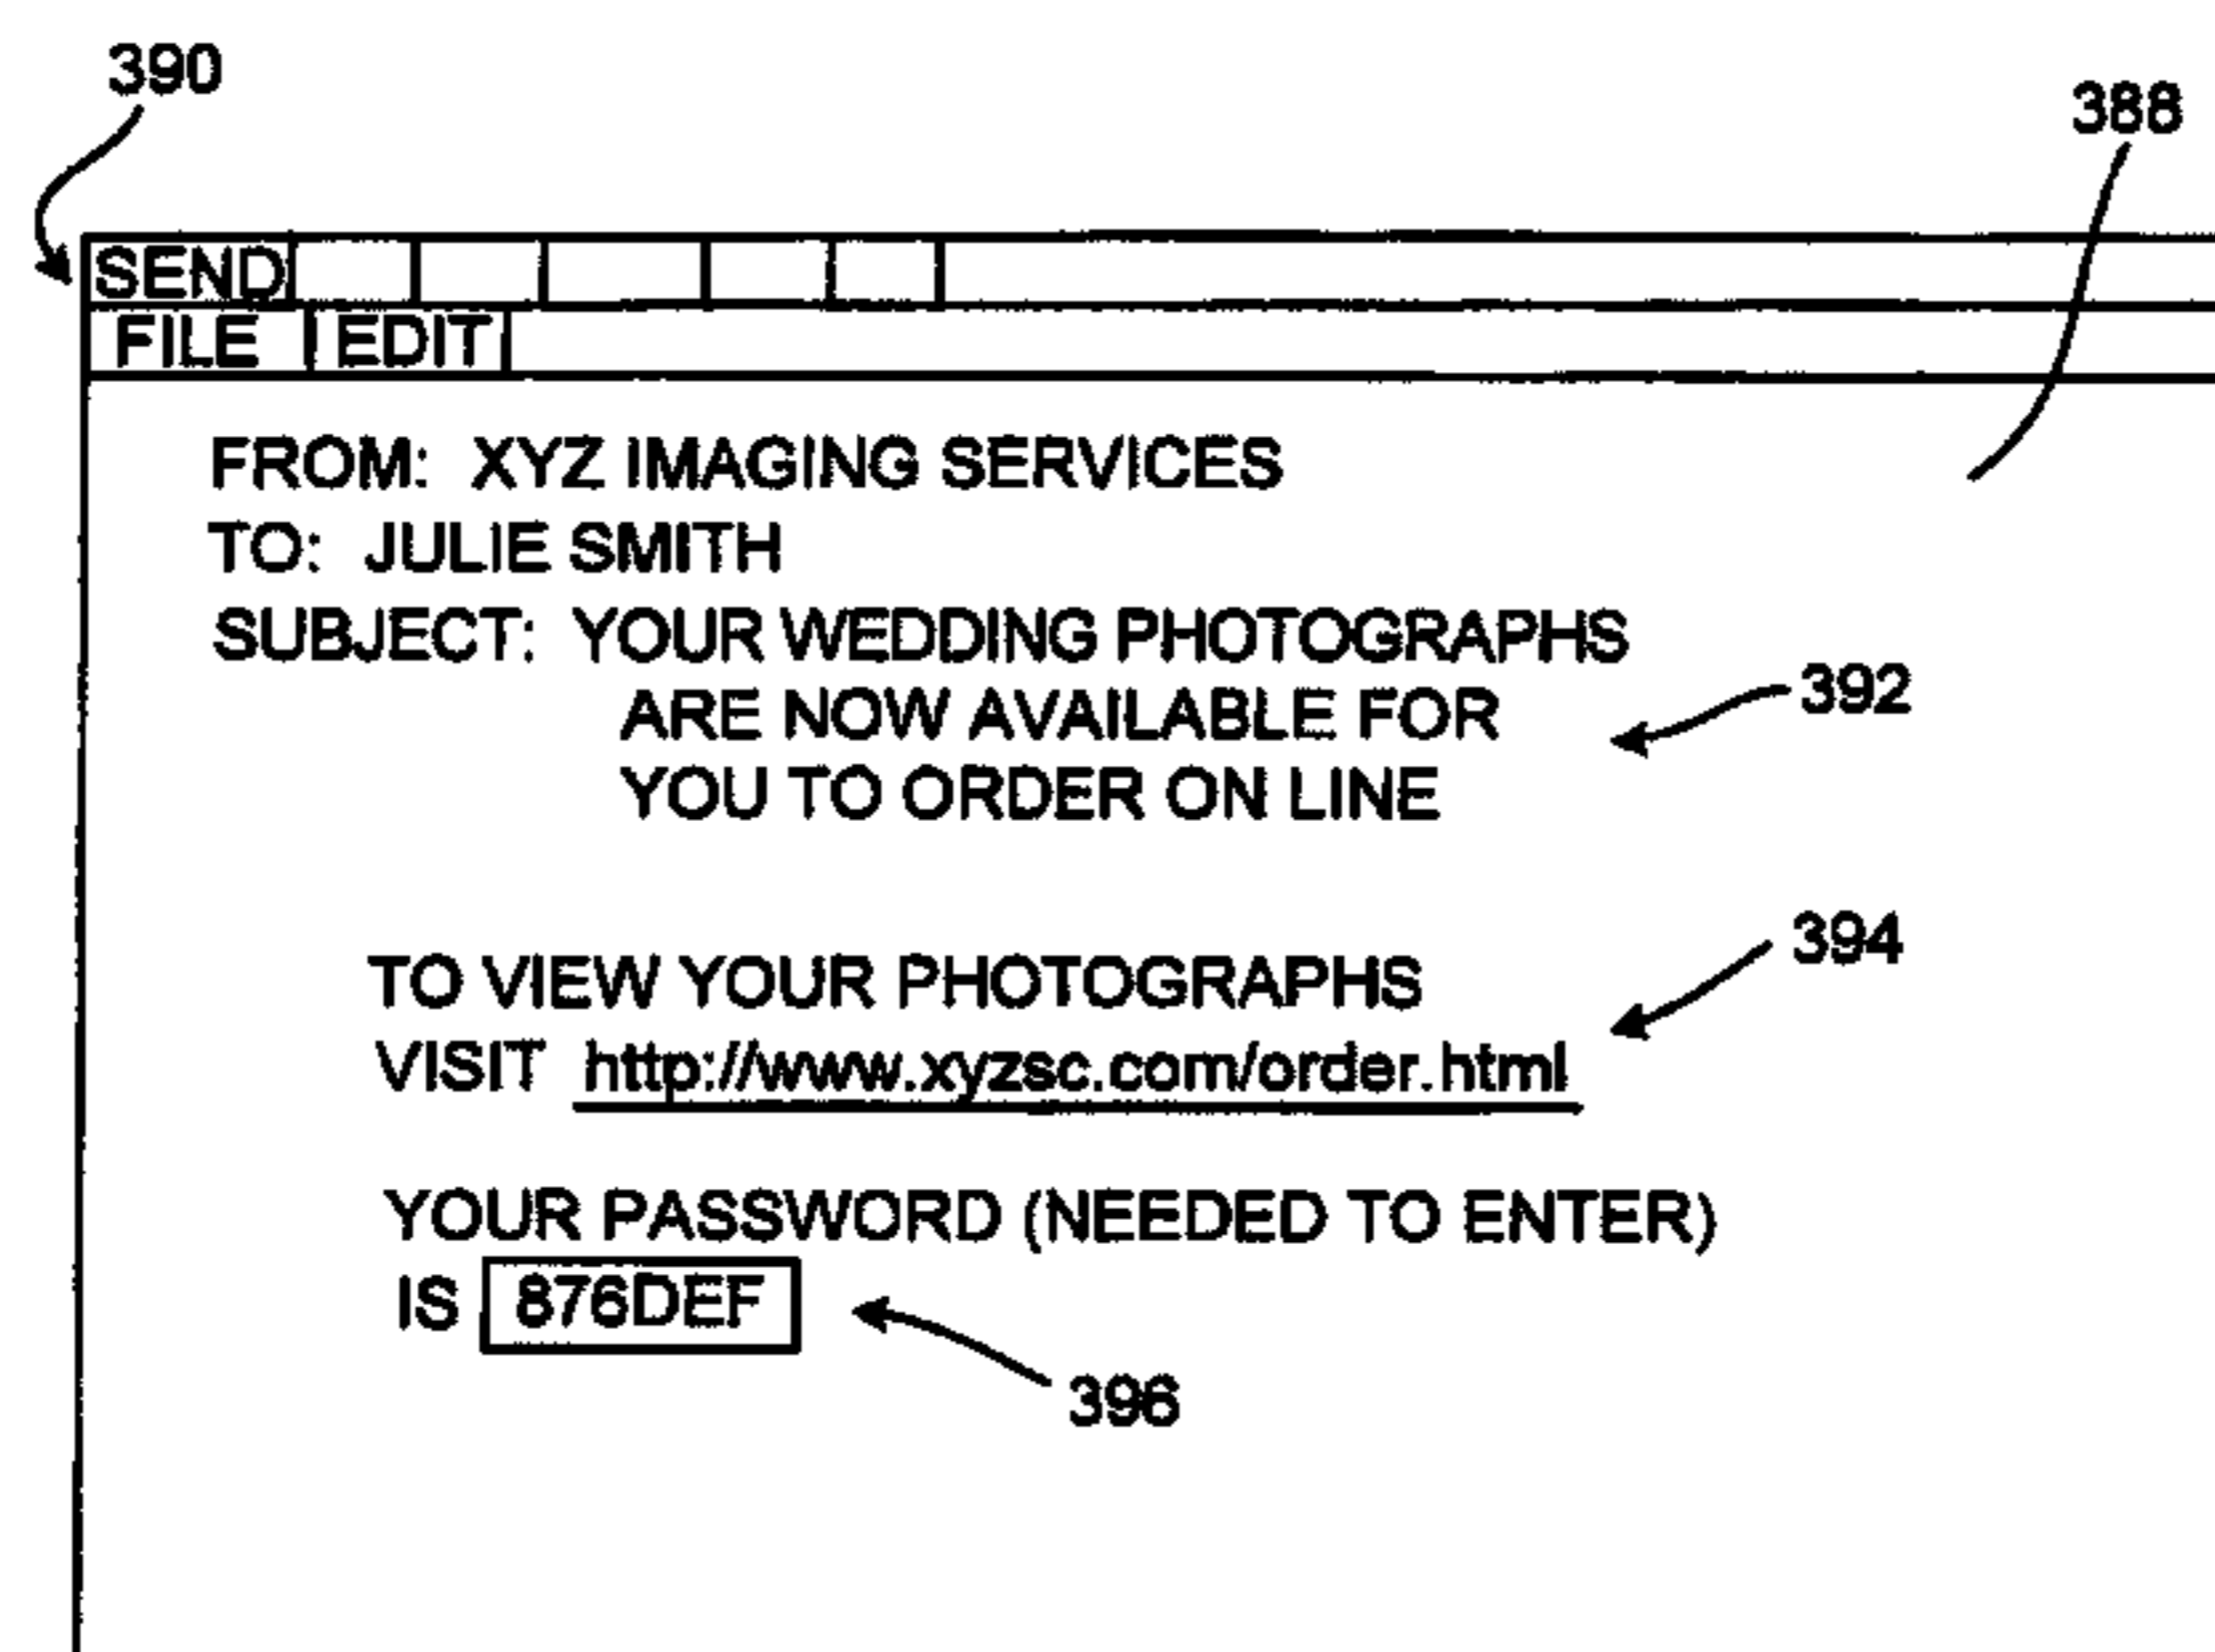 390
388
SEND
FILE EDIT
FROM: XYZ IMAGING SERVICES
TO: JULIE SMITH
SUBJECT: YOUR WEDDING PHOTOGRAPHS
ARE NOW AVAILABLE FOR
392
YOU TO ORDER ON LINE
394
TO VIEW YOUR PHOTOGRAPHS
VISIT http://www.xyzsc.com/order.html
YOUR PASSWORD (NEEDED TO ENTER)
IS 876DEF
396